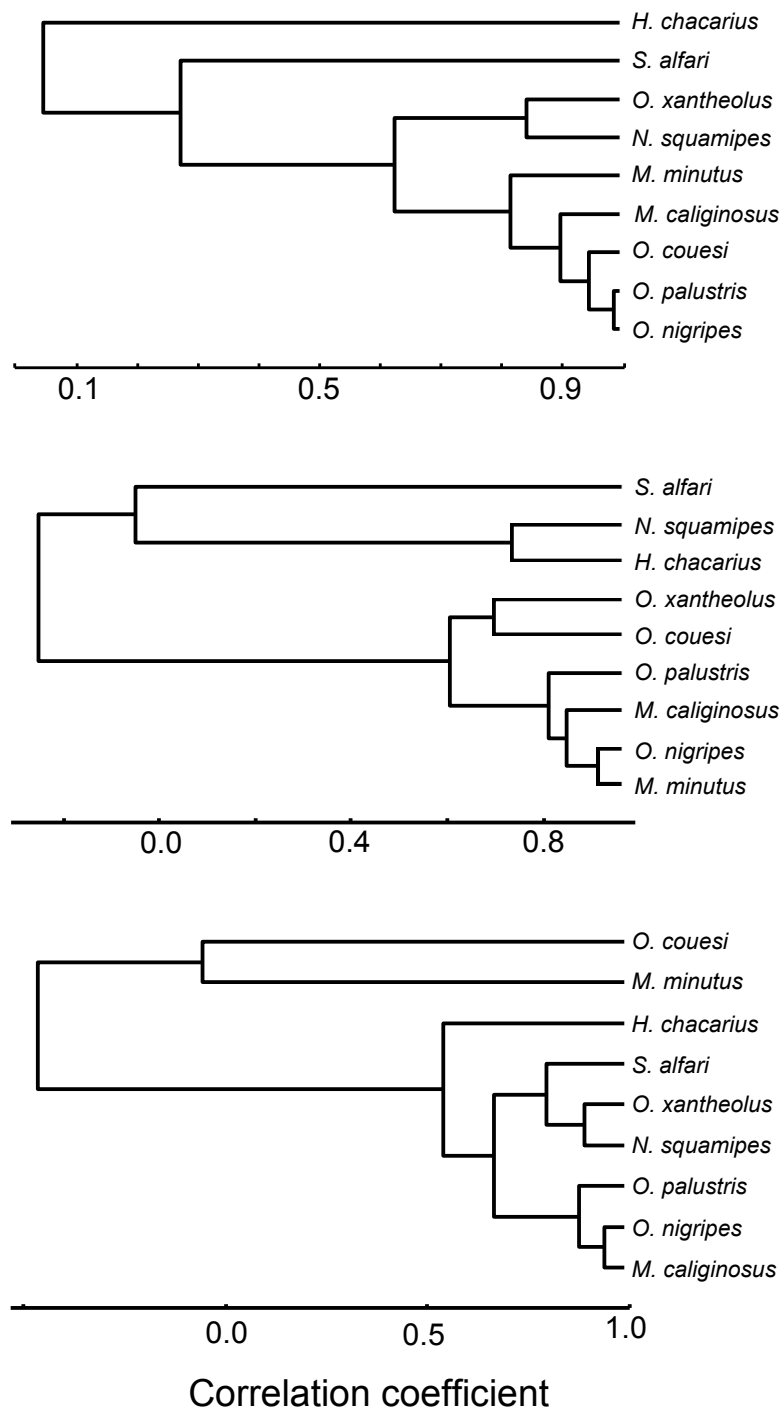 H. chacarius
S. alfari
O. xantheolus
N. squamipes
M. minutus
M. caliginosus
O. couesi
O. palustris
O. nigripes
0.1 0.5 0.9
S. alfari
N. squamipes
H. chacarius
O. xantheolus
O. couesi
O. palustris
M. caliginosus
O. nigripes
M. minutus
0.0 0.4 0.8
O. couesi
M. minutus
H. chacarius
S. alfari
O. xantheolus
N. squamipes
O. palustris
O. nigripes
M. caliginosus
0.0 0.5 1.0
Correlation coefficient